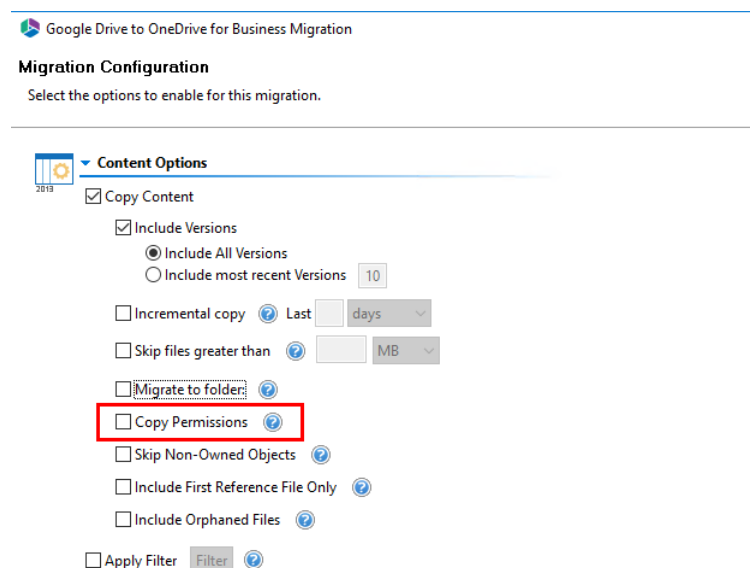 Google Drive to OneDrive for Business Migration
Migration Configuration
Select the options to enable for this migration.
2013
Content Options
Copy Content
Include Versions
Include All Versions
Include most recent Versions 10
Incremental copy ? Last days
Skip files greater than ? MB
Migrate to folder: ?
Copy Permissions ?
Skip Non-Owned Objects ?
Include First Reference File Only ?
Include Orphaned Files ?
Apply Filter Filter ?